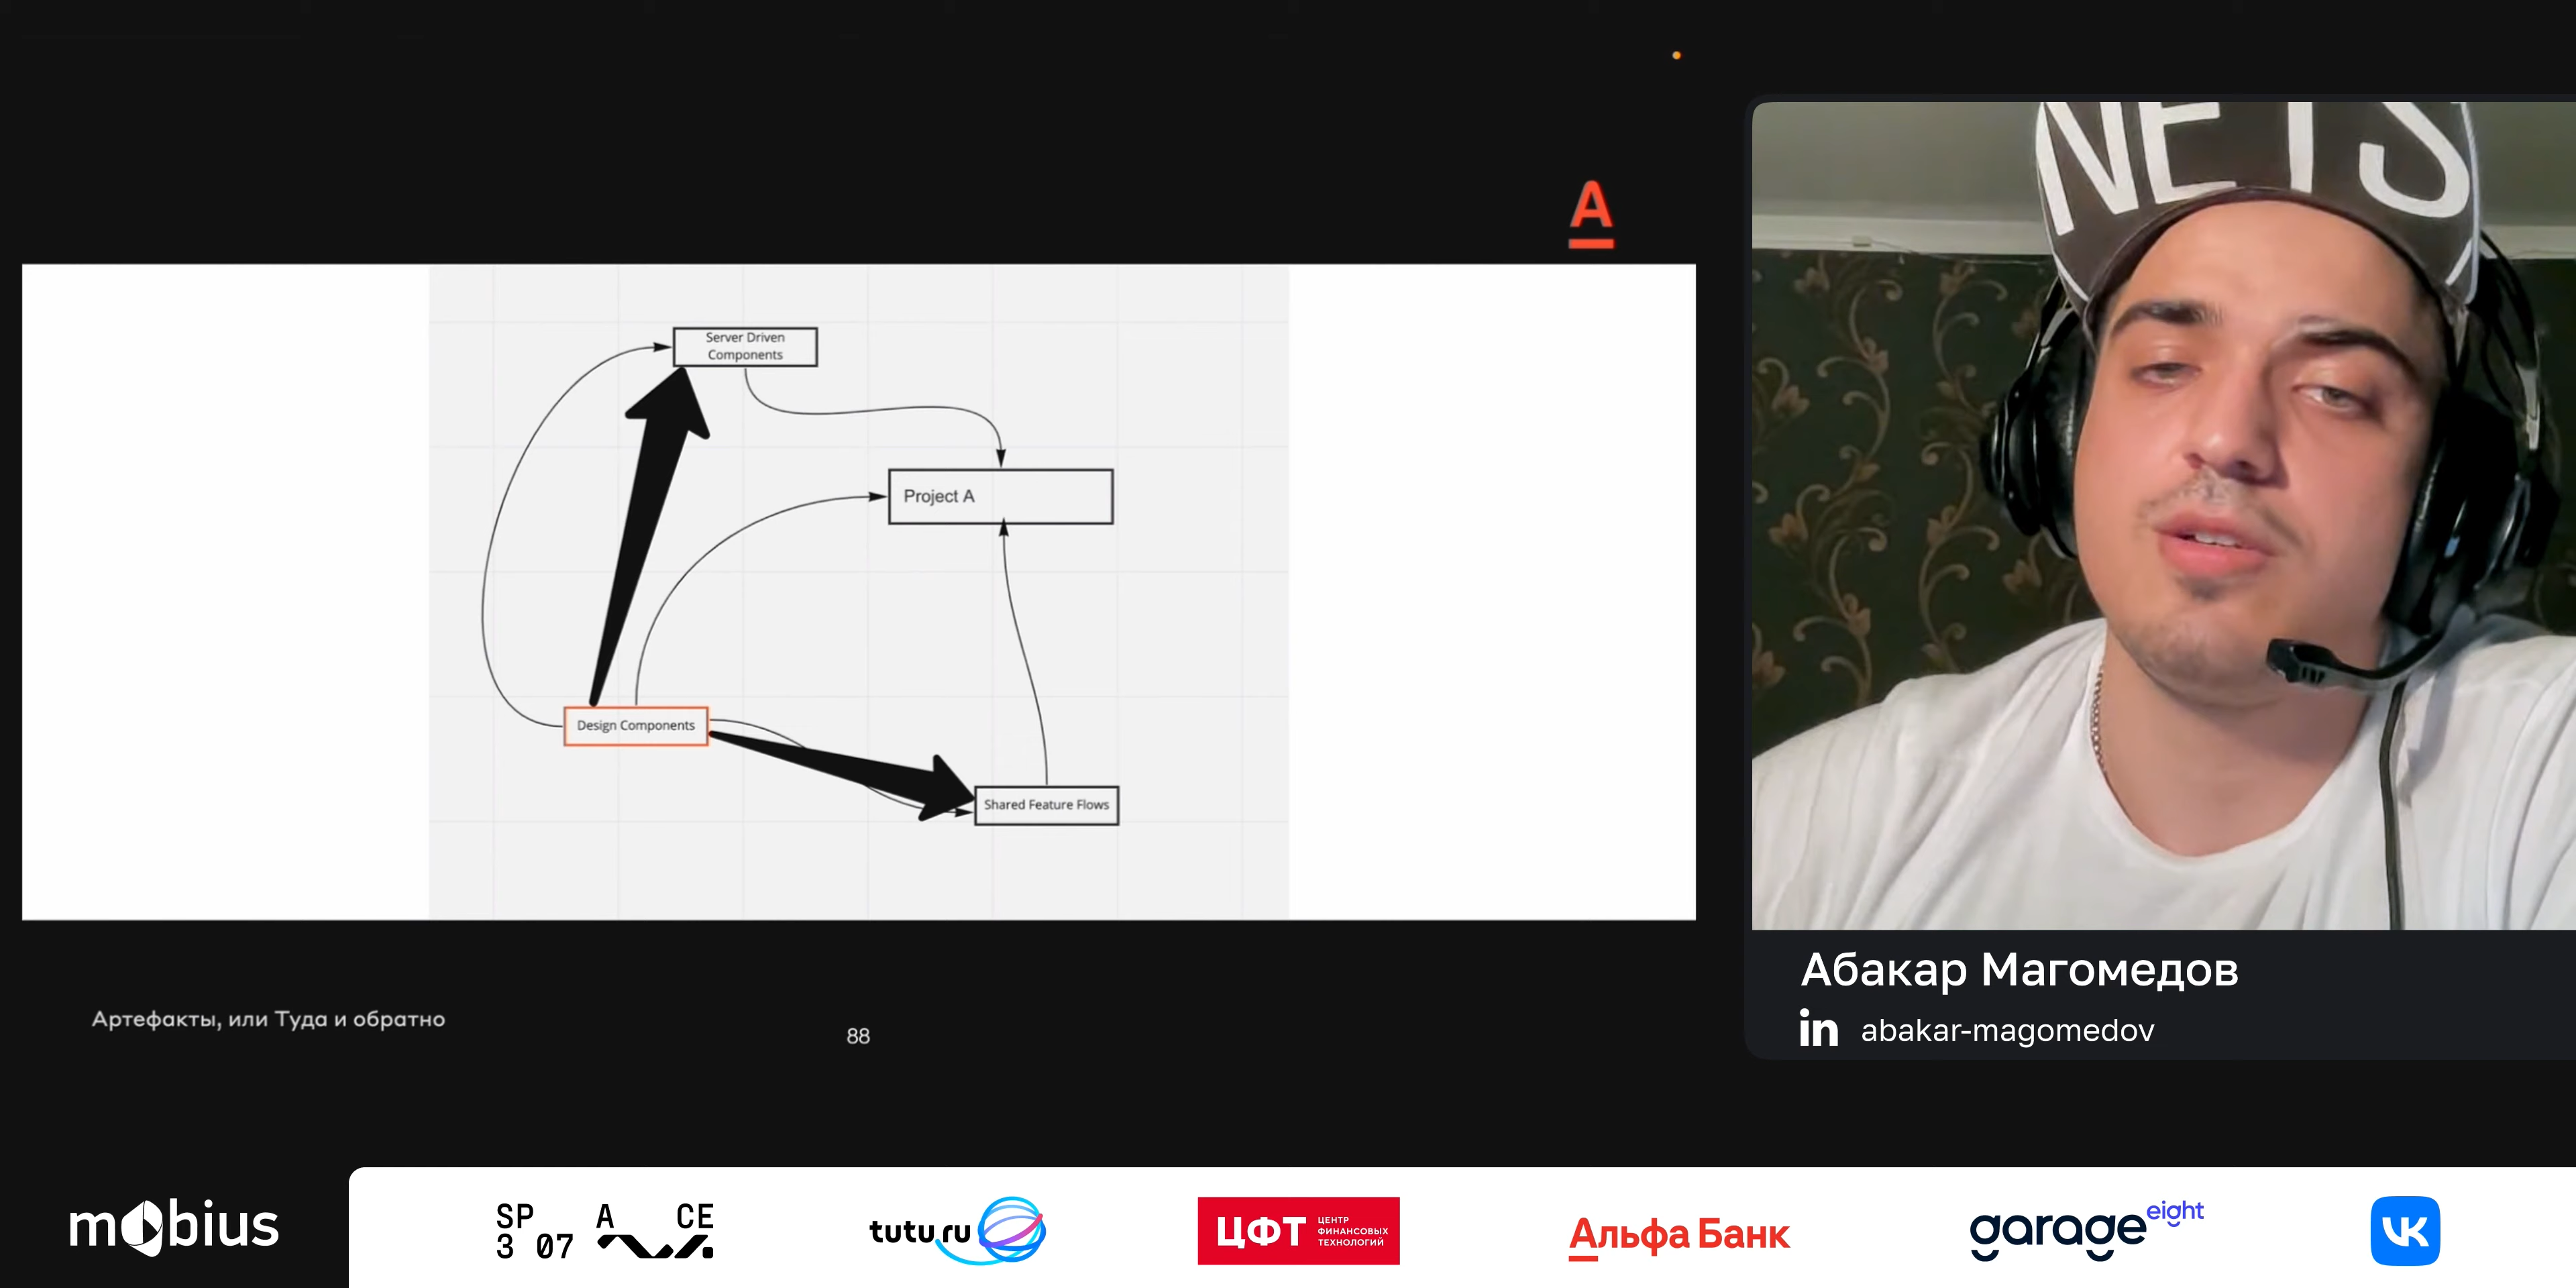 NETS
A
Server Driven
Components
Project A
Design Components
Shared Feature Flows
Абакар Магомедов
in abakar-magomedov
Артефакты, или Туда и обратно
88
mobius
SP A CE
3 07
tutu.ru
ЦФТ ЦЕНТР
ФИНАНСОВЫХ
ТЕХНОЛОГИЙ
Альфа Банк
garage eight
VK